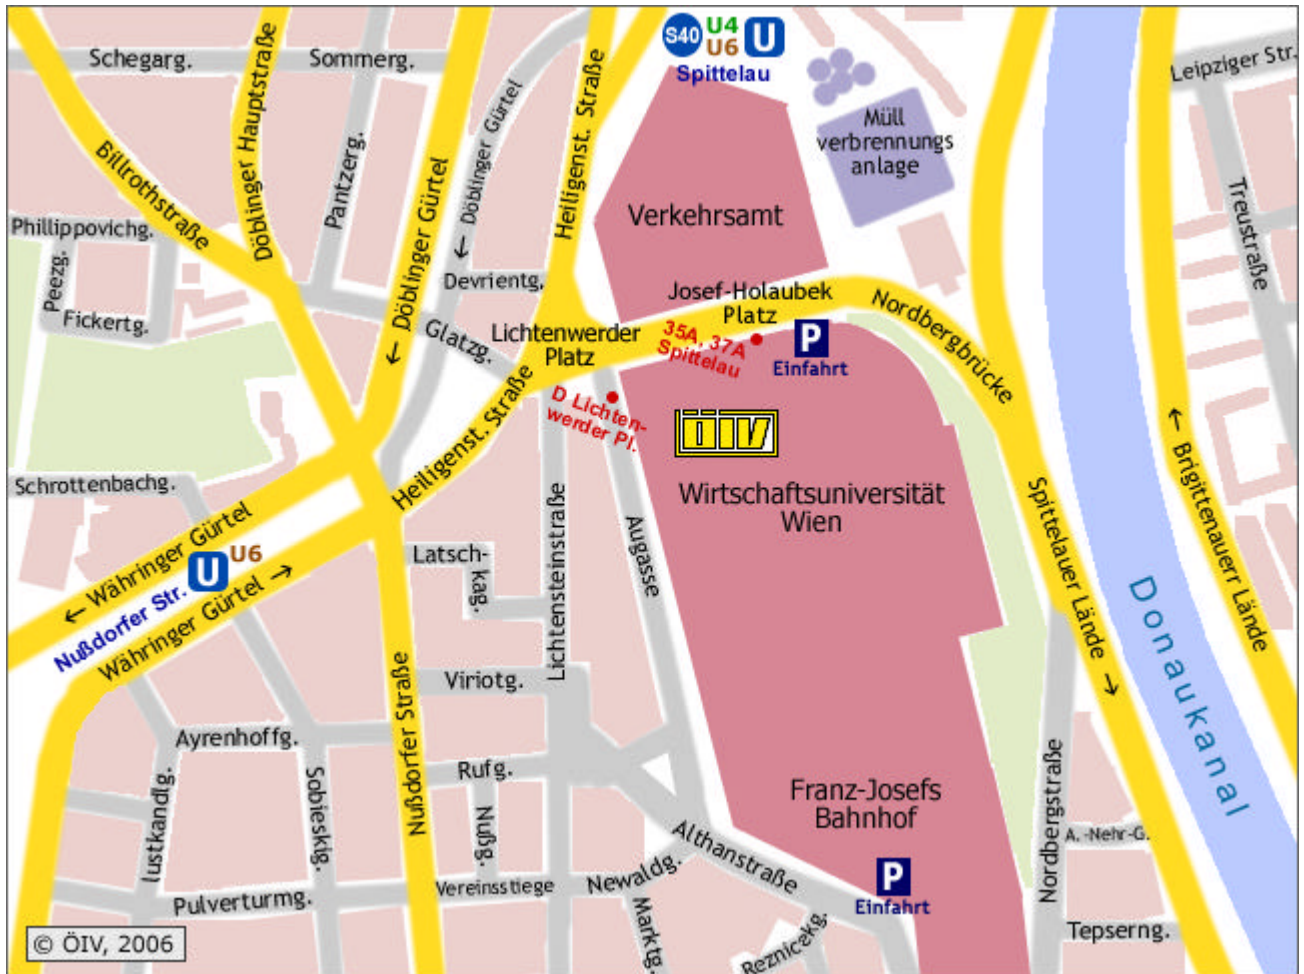 S40 U4
U6 U
Spittelau
Schegarg.
Sommerg.
Leipziger Str.
Döblinger Hauptstraße
Heiligenst. Straße
Müll
verbrennungs
anlage
Billrothstraße
Pantzerg.
Döblinger Gürtel
← Döblinger Gürtel
Verkehrsamt
Treustraße
Phillippovichg.
Peezg.
Fickertg.
Devrientg.
Josef-Holaubek
Platz
Nordbergbrücke
Glatzg.
Lichtenwerder
Platz
35A, 37A
Spittelau
P
Einfahrt
D Lichten-
werder Pl.
ÖIV
Heiligenst. Straße
Wirtschaftsuniversität
Wien
← Brigittenauerr Lände
Schrottenbachg.
← Währinger Gürtel
U U6
Nußdorfer Str.
Währinger Gürtel →
Latsch-
kag.
Lichtensteinstraße
Augasse
Spittelauer Lände →
Donaukanal
Viriotg.
Nußdorfer Straße
Ayrenhoffg.
Rufg.
Nußg.
Sobieskig.
lustkandlg.
Franz-Josefs
Bahnhof
Nordbergstraße
A.-Nehr-G.
Althanstraße
P
Einfahrt
Newaldg.
Vereinsstiege
Pulverturmg.
Marktg.
Reznicekg.
Tepserng.
© ÖIV, 2006